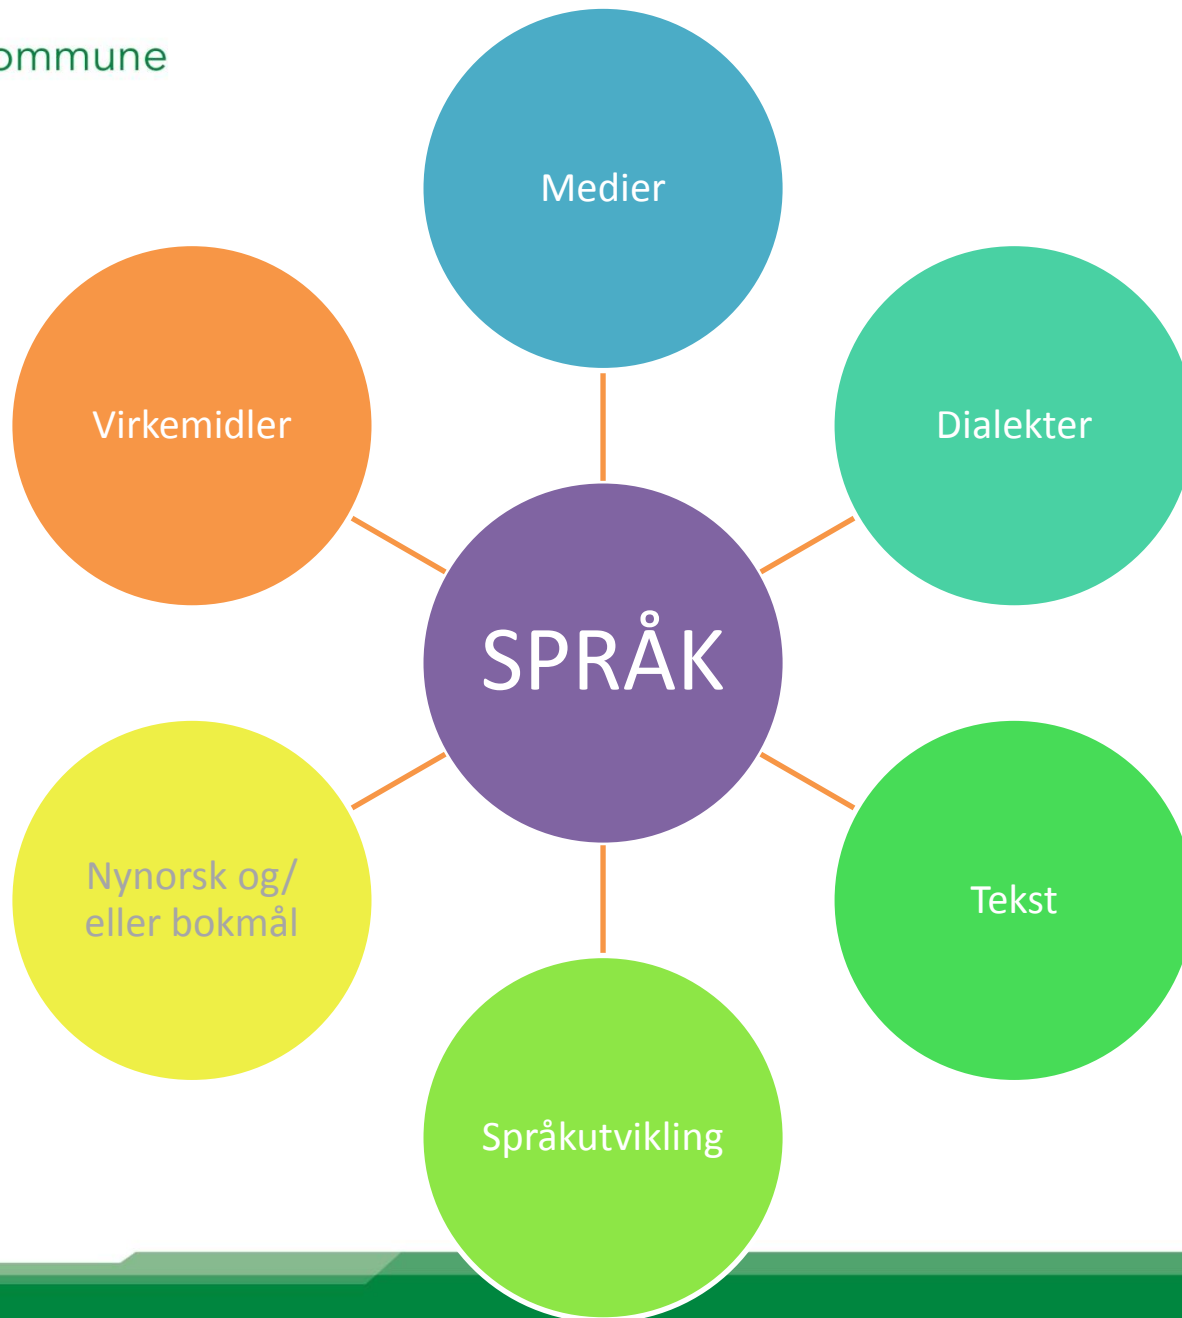 ommune
Medier
Virkemidler
Dialekter
SPRÅK
Nynorsk og/
eller bokmål
Tekst
Språkutvikling